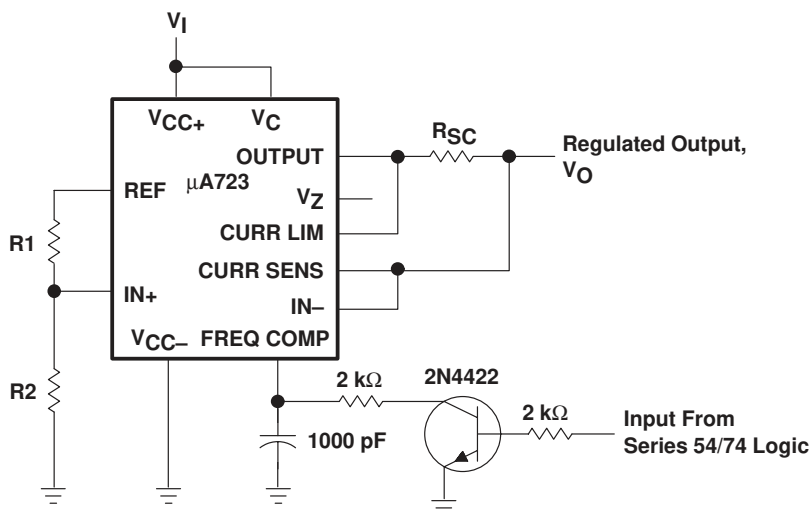 VI
VCC+
VC
OUTPUT
RSC
Regulated Output,
VO
REF
μA723
VZ
R1
CURR LIM
CURR SENS
IN+
IN–
VCC–
FREQ COMP
R2
2 kΩ
2N4422
2 kΩ
1000 pF
Input From
Series 54/74 Logic